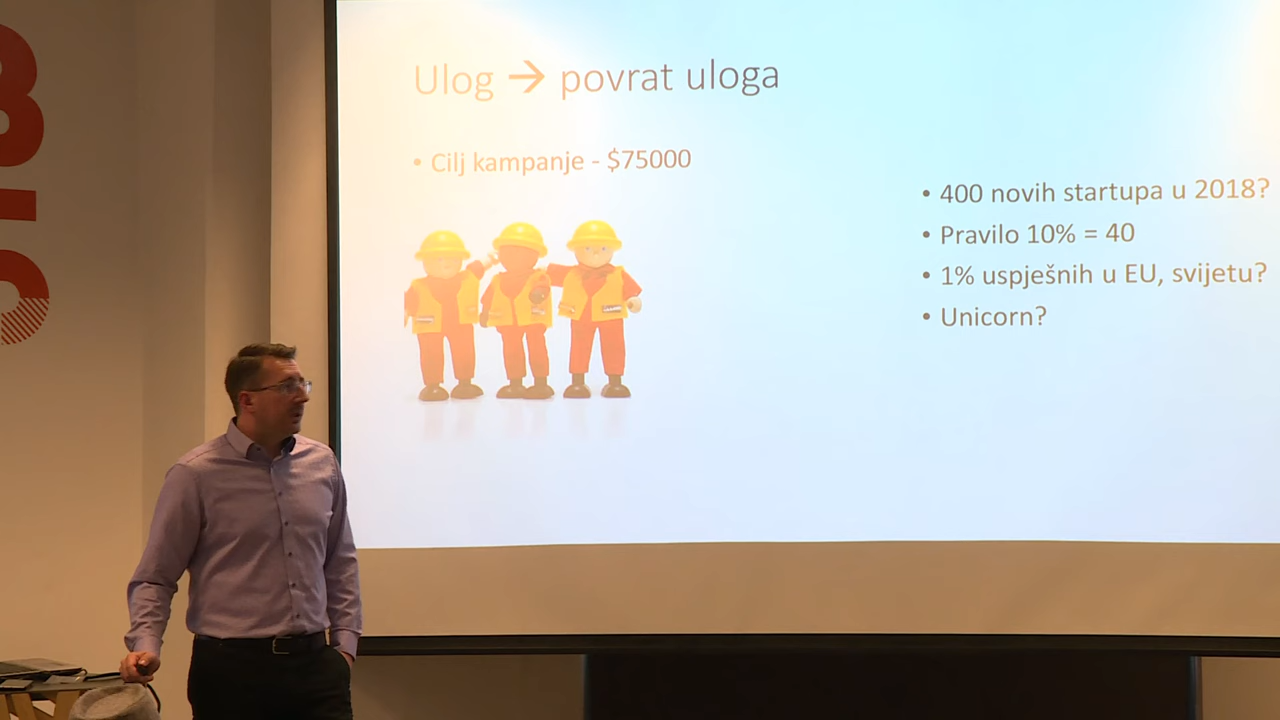 Ulog → povrat uloga
• Cilj kampanje - $75000
• 400 novih startupa u 2018?
• Pravilo 10% = 40
• 1% uspješnih u EU, svijetu?
• Unicorn?